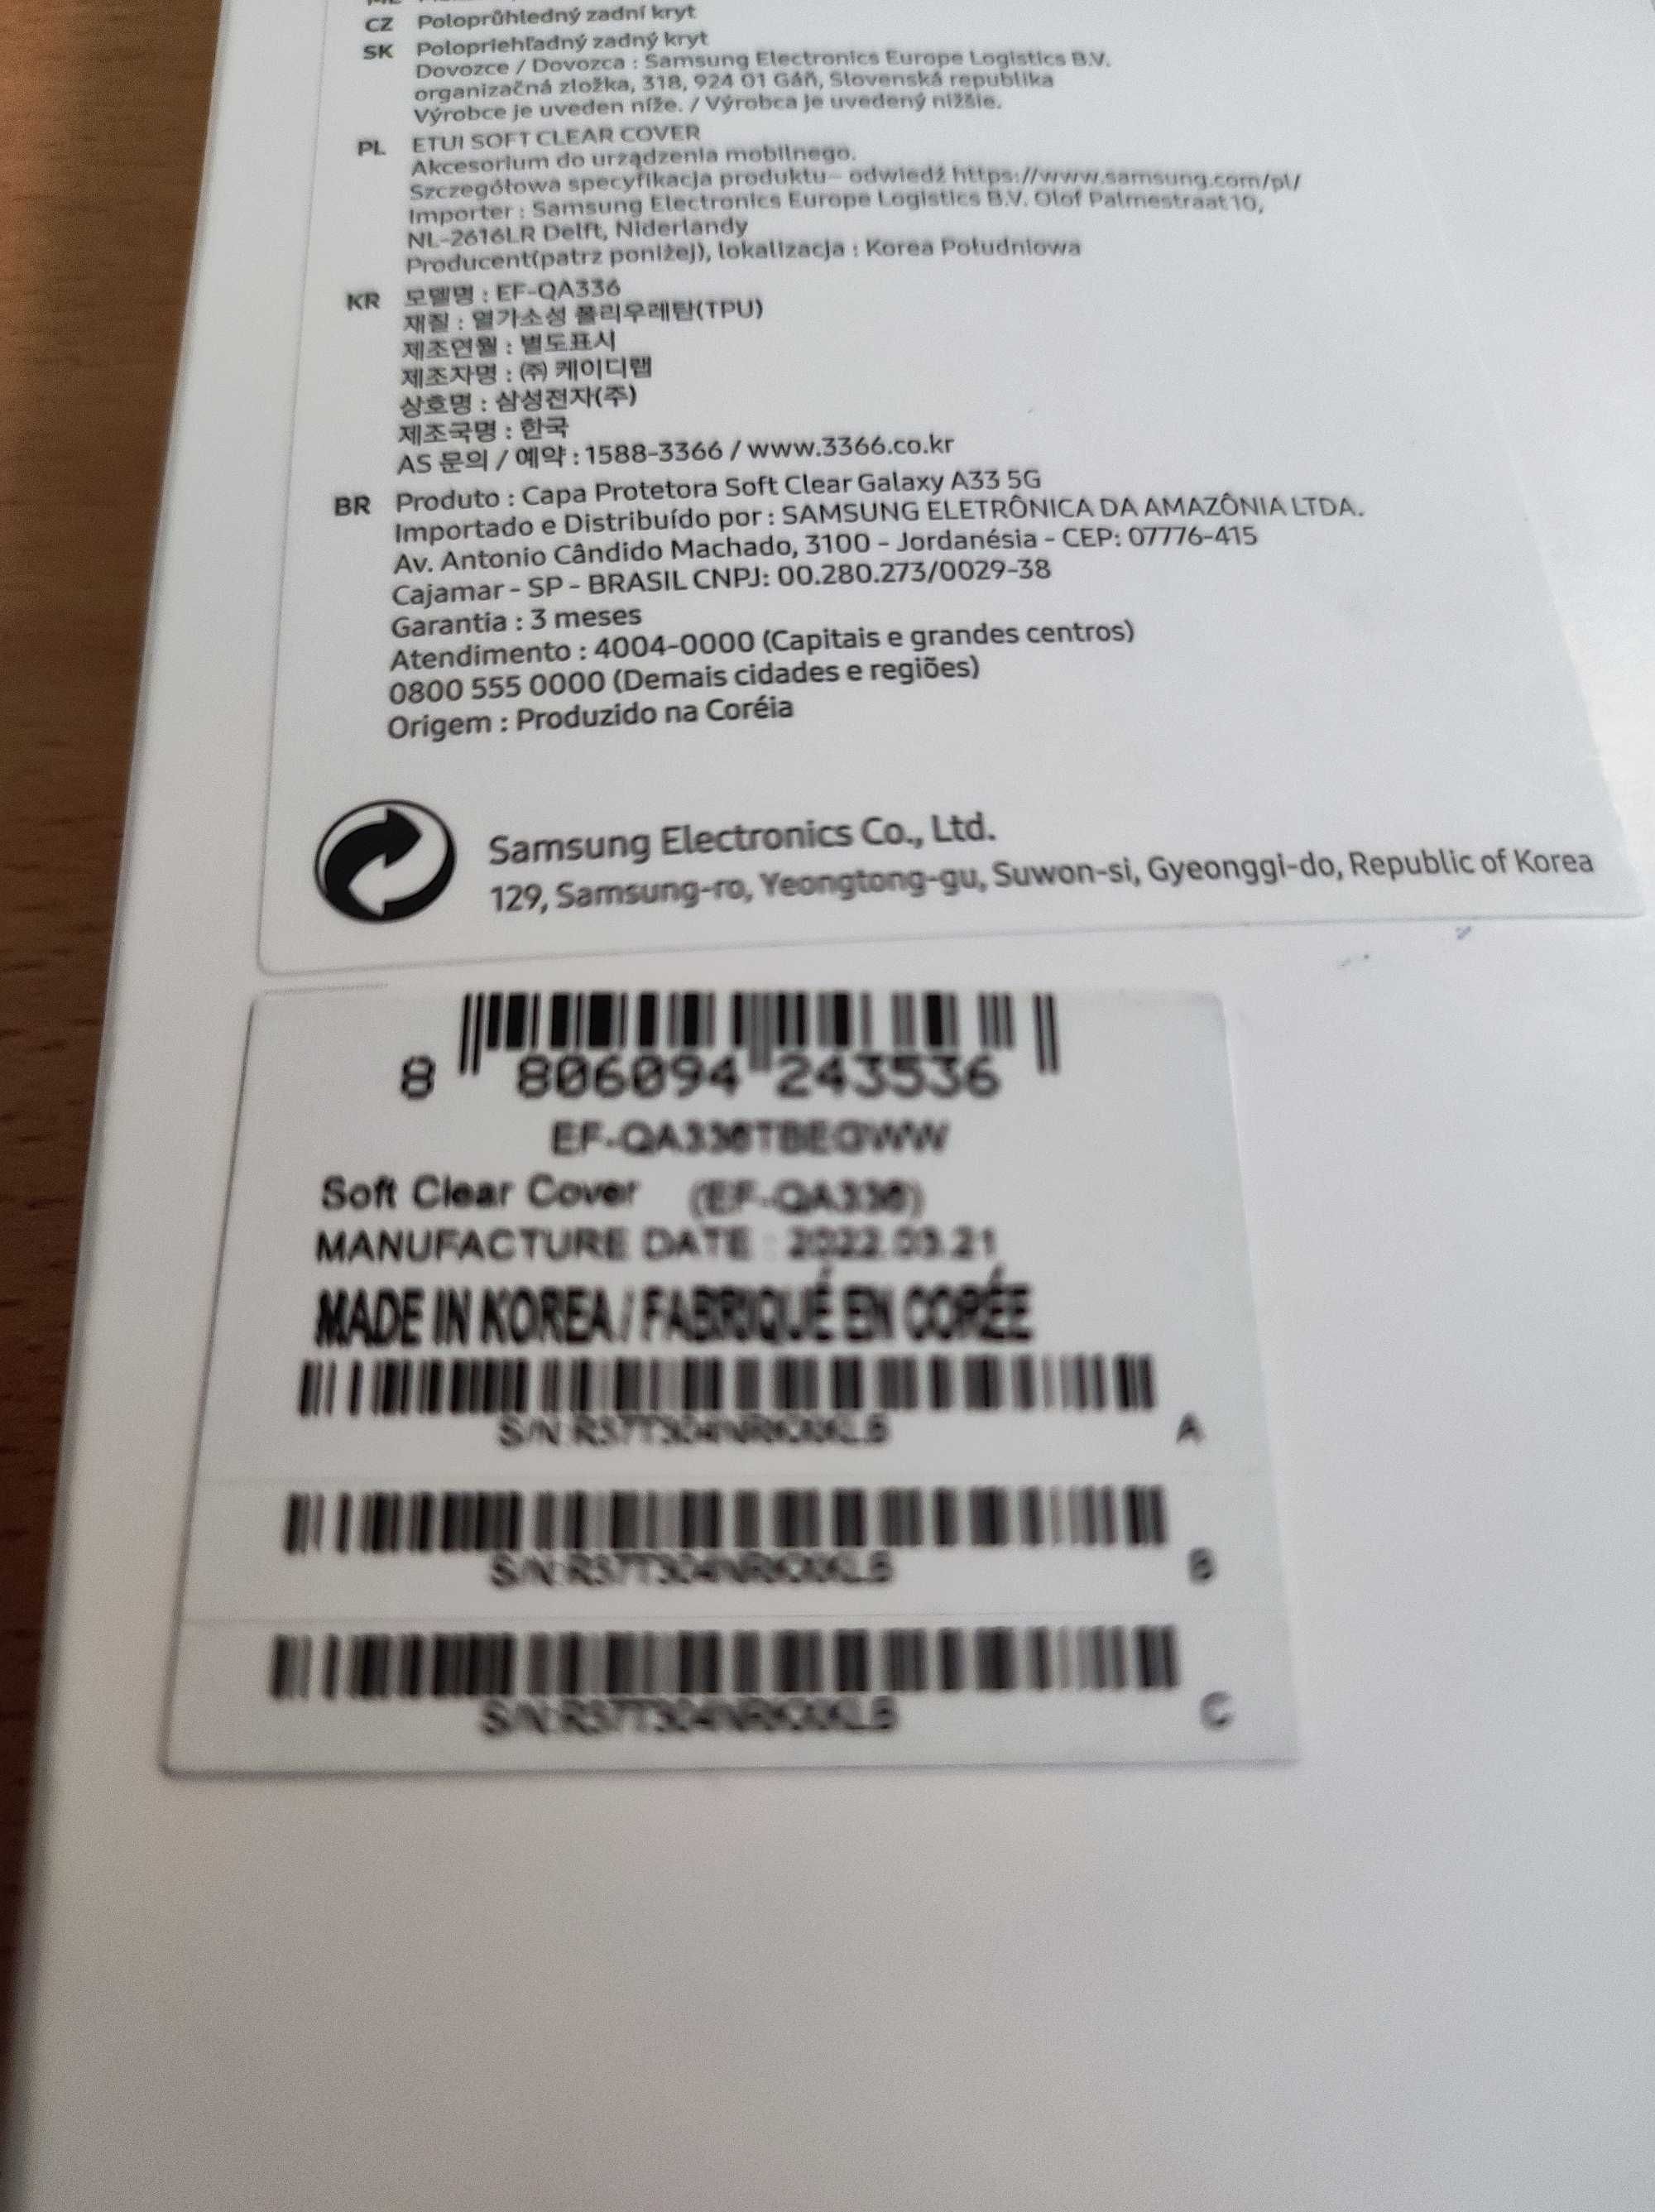 CZ Poloprůhledný zadní kryt
SK Polopriehľadný zadný kryt
Dovozce / Dovozca : Samsung Electronics Europe Logistics B.V.
organizačná zložka, 318, 924 01 Gáň, Slovenská republika
Výrobce je uveden níže. / Výrobca je uvedený nižšie.
PL ETUI SOFT CLEAR COVER
Akcesorium do urządzenia mobilnego.
Szczegółowa specyfikacja produktu- odwiedź https://www.samsung.com/pl/
Importer : Samsung Electronics Europe Logistics B.V. Olof Palmestraat 10,
NL-2616LR Delft, Niderlandy
Producent(patrz poniżej), lokalizacja : Korea Południowa
KR 모델명 : EF-QA336
재질 : 열가소성 폴리우레탄(TPU)
제조연월 : 별도표시
제조자명 : ㈜ 케이디랩
상호명 : 삼성전자(주)
제조국명 : 한국
AS 문의 / 예약 : 1588-3366 / www.3366.co.kr
BR Produto : Capa Protetora Soft Clear Galaxy A33 5G
Importado e Distribuído por : SAMSUNG ELETRÔNICA DA AMAZÔNIA LTDA.
Av. Antonio Cândido Machado, 3100 - Jordanésia - CEP: 07776-415
Cajamar - SP - BRASIL CNPJ: 00.280.273/0029-38
Garantia : 3 meses
Atendimento : 4004-0000 (Capitais e grandes centros)
0800 555 0000 (Demais cidades e regiões)
Origem : Produzido na Coréia
Samsung Electronics Co., Ltd.
129, Samsung-ro, Yeongtong-gu, Suwon-si, Gyeonggi-do, Republic of Korea
8 806094 243536
EF-QA336TBEGWW
Soft Clear Cover (EF-QA336)
MANUFACTURE DATE : 2022.03.21
MADE IN KOREA / FABRIQUÉ EN CORÉE
A
B
C